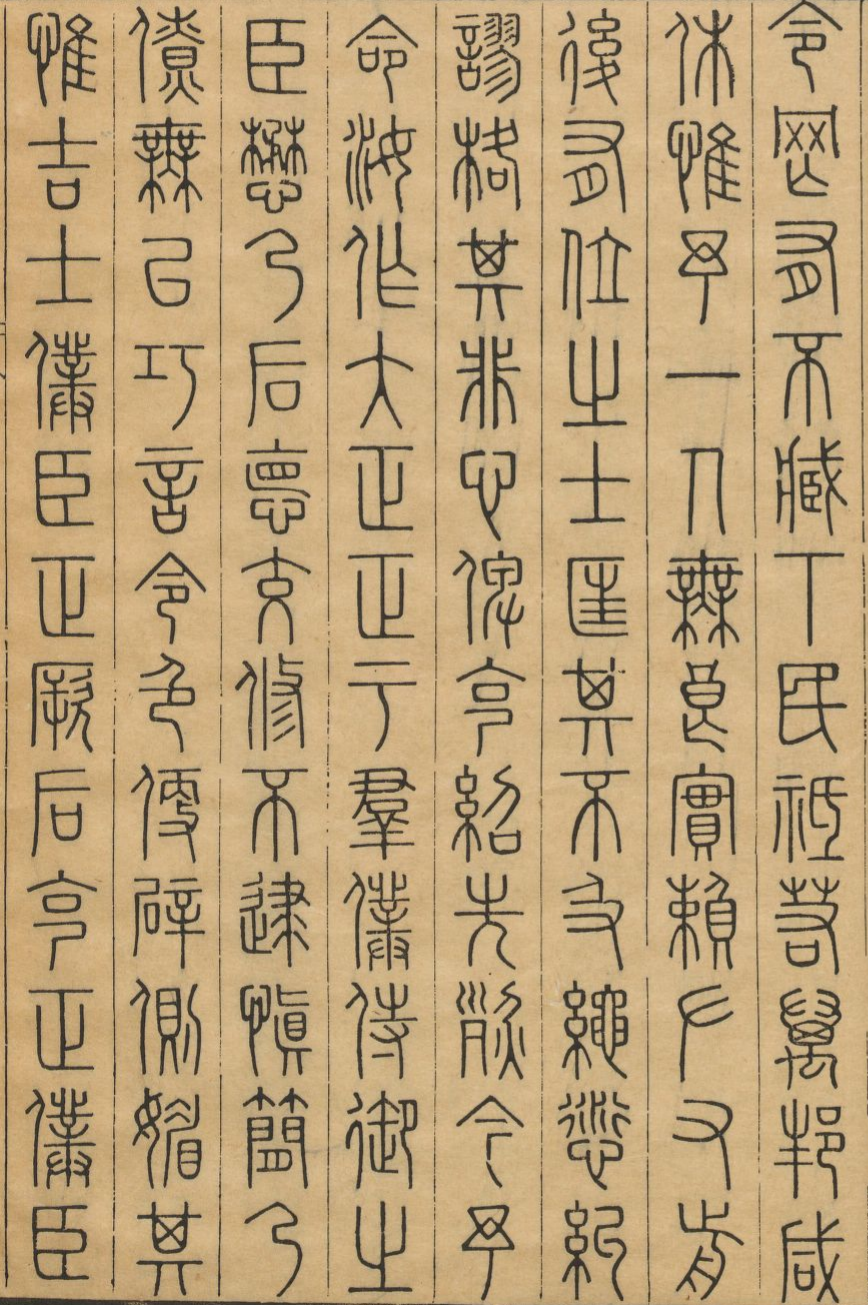 令罔有不臧下民祗若萬邦咸
休惟予一人無良實賴左右前
後有位之士匡其不及繩愆糾
謬格其非心俾克紹先烈今予
命汝作大正正于羣僕侍御之
臣懋乃后悳交修不逮慎簡乃
僚無以巧言令色便辟側媚其
惟吉士僕臣正厥后克正僕臣